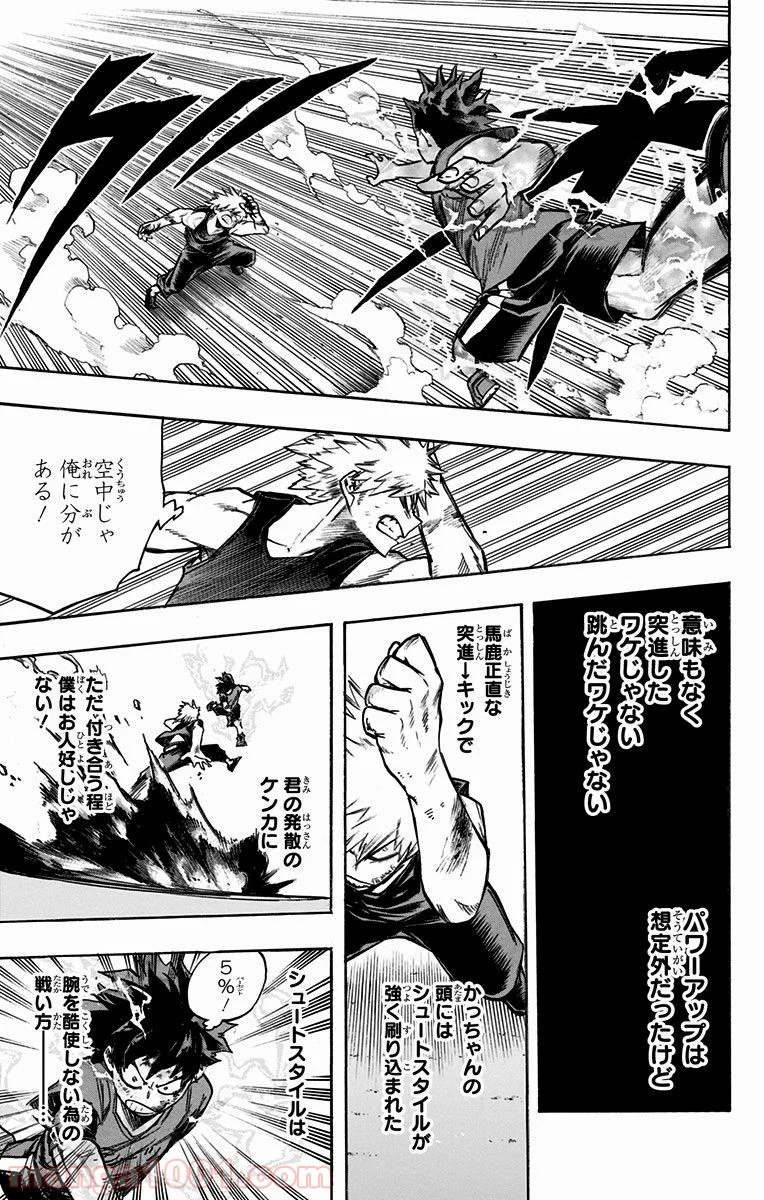 グルン
空中じゃ
俺に分が
ある!
意味もなく
突進した
ワケじゃない
跳んだワケじゃない
パワーアップは
想定外だったけど
馬鹿正直な
突進→キックで
かっちゃんの
頭には
シュートスタイルが
強く刷り込まれた
君の発散の
ケンカに
ただ付き合う程
僕はお人好しじゃ
ない!
シュートスタイルは
5%!
腕を酷使しない為の
戦い方――……